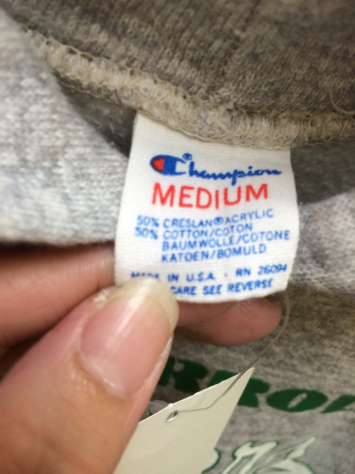 Champion
MEDIUM
50% CRESLAN® ACRYLIC
50% COTTON/COTON
BAUMWOLLE/COTONE
KATOEN/BOMULD
MADE IN U.S.A. · RN 26094
CARE SEE REVERSE
RRO